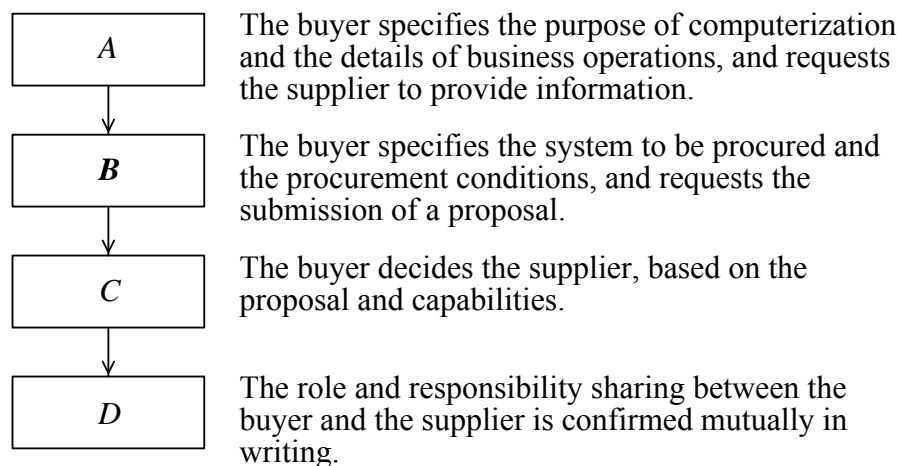 A
The buyer specifies the purpose of computerization
and the details of business operations, and requests
the supplier to provide information.
B
The buyer specifies the system to be procured and
the procurement conditions, and requests the
submission of a proposal.
C
The buyer decides the supplier, based on the
proposal and capabilities.
D
The role and responsibility sharing between the
buyer and the supplier is confirmed mutually in
writing.